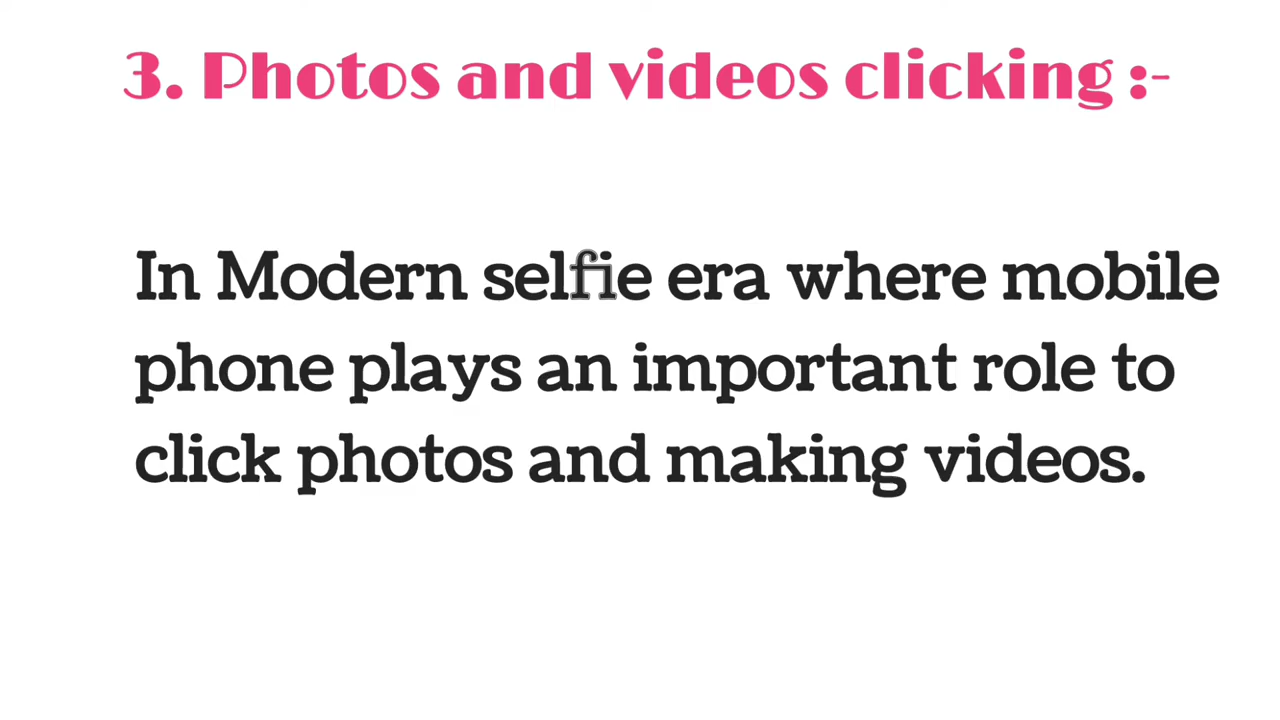 3. Photos and videos clicking :-
In Modern selfie era where mobile
phone plays an important role to
click photos and making videos.